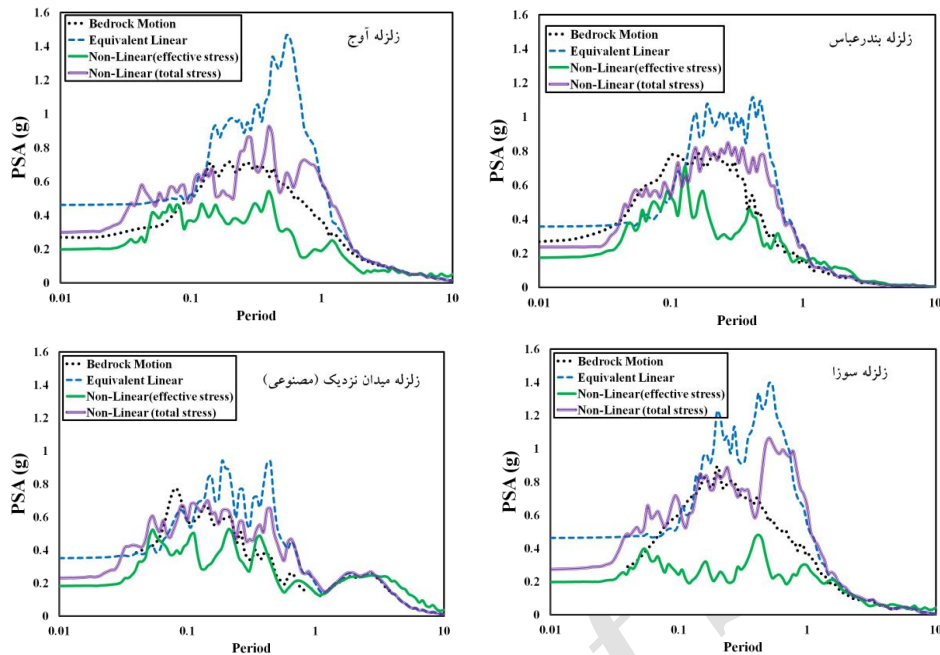 زلزله آوج
Bedrock Motion
Equivalent Linear
Non-Linear(effective stress)
Non-Linear (total stress)
PSA (g)
1.6
1.4
1.2
1
0.8
0.6
0.4
0.2
0
0.01
0.1
1
10
Period
زلزله بندرعباس
Bedrock Motion
Equivalent Linear
Non-Linear(effective stress)
Non-Linear (total stress)
PSA (g)
1.6
1.4
1.2
1
0.8
0.6
0.4
0.2
0
0.01
0.1
1
10
Period
زلزله میدان نزدیک (مصنوعی)
Bedrock Motion
Equivalent Linear
Non-Linear(effective stress)
Non-Linear (total stress)
PSA (g)
1.6
1.4
1.2
1
0.8
0.6
0.4
0.2
0
0.01
0.1
1
10
Period
زلزله سوزا
Bedrock Motion
Equivalent Linear
Non-Linear(effective stress)
Non-Linear (total stress)
PSA (g)
1.6
1.4
1.2
1
0.8
0.6
0.4
0.2
0
0.01
0.1
1
10
Period